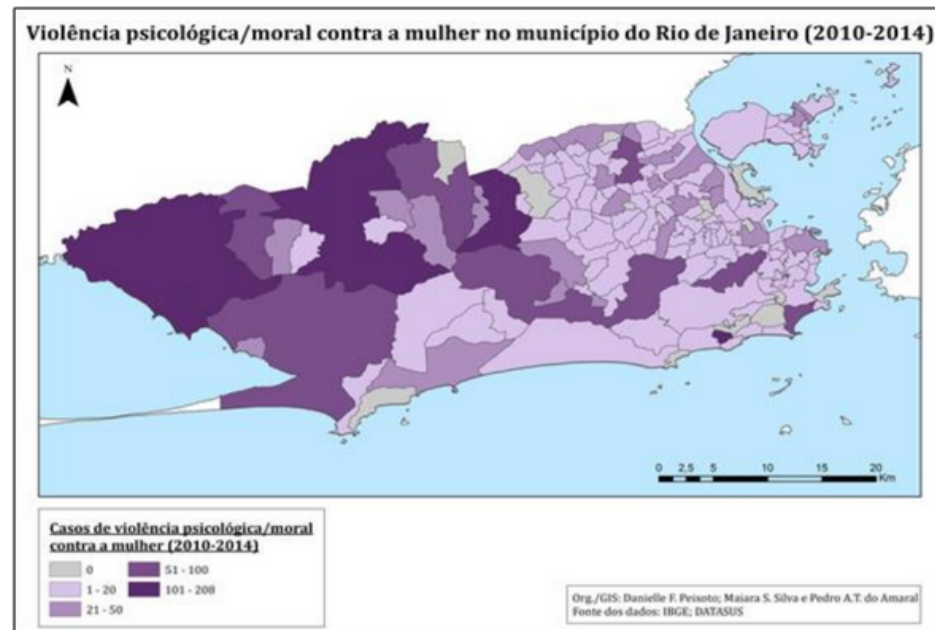 Violência psicológica/moral contra a mulher no município do Rio de Janeiro (2010-2014)
N
0 2,5 5 10 15 20
Km
Casos de violência psicológica/moral
contra a mulher (2010-2014)
0
51 - 100
1 - 20
101 - 208
21 - 50
Org./GIS: Danielle F. Peixoto; Maiara S. Silva e Pedro A.T. do Amaral
Fonte dos dados: IBGE; DATASUS